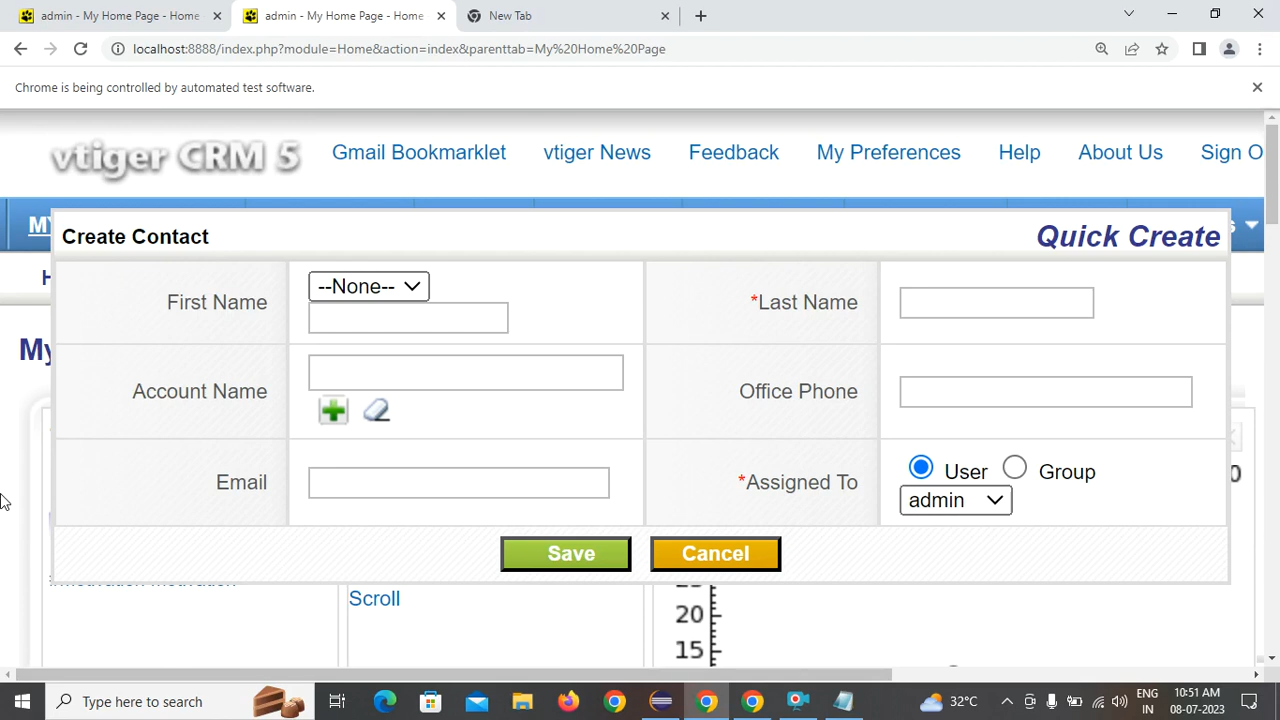 admin - My Home Page - Home
admin - My Home Page - Home
New Tab
localhost:8888/index.php?module=Home&action=index&parenttab=My%20Home%20Page
Chrome is being controlled by automated test software.
vtiger CRM 5
Gmail Bookmarklet
vtiger News
Feedback
My Preferences
Help
About Us
Sign O
MY
Create Contact
Quick Create
H
First Name
--None--
*Last Name
My
Account Name
Office Phone
Email
*Assigned To
User
Group
admin
Save
Cancel
Scroll
20
15
Type here to search
32°C
ENG
IN
10:51 AM
08-07-2023